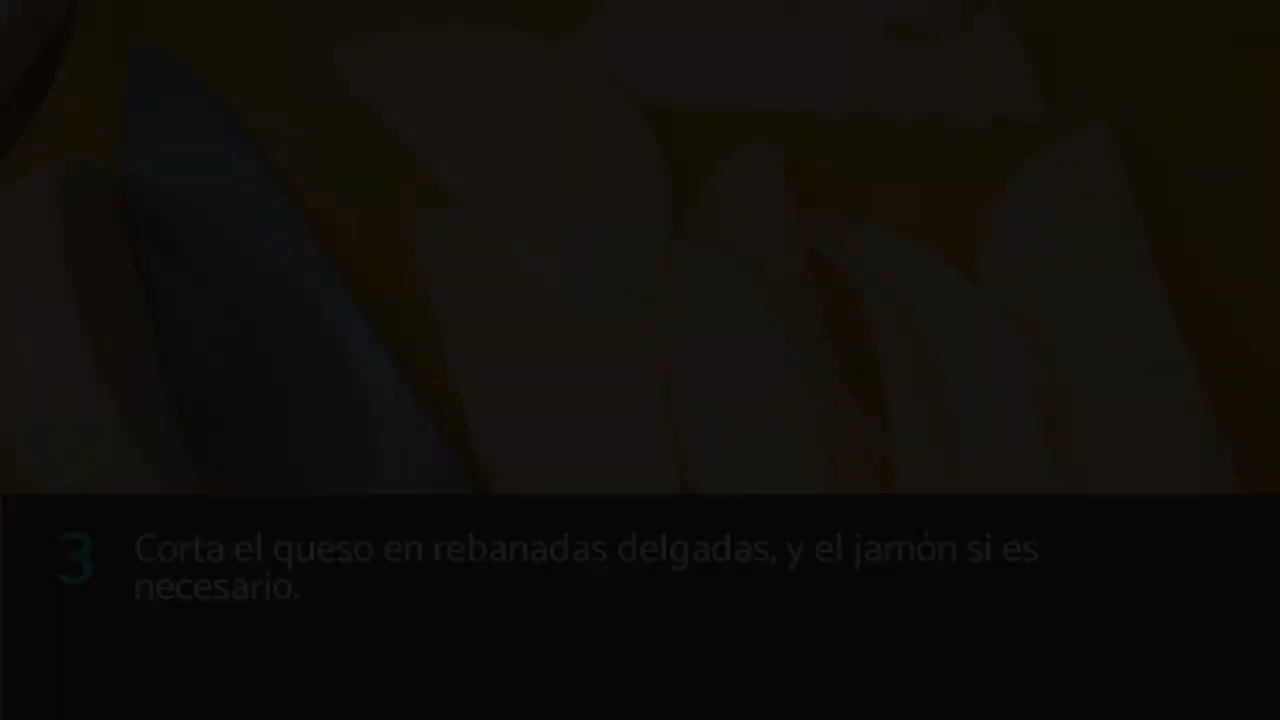 3 Corta el queso en rebanadas delgadas, y el jamón si es
necesario.